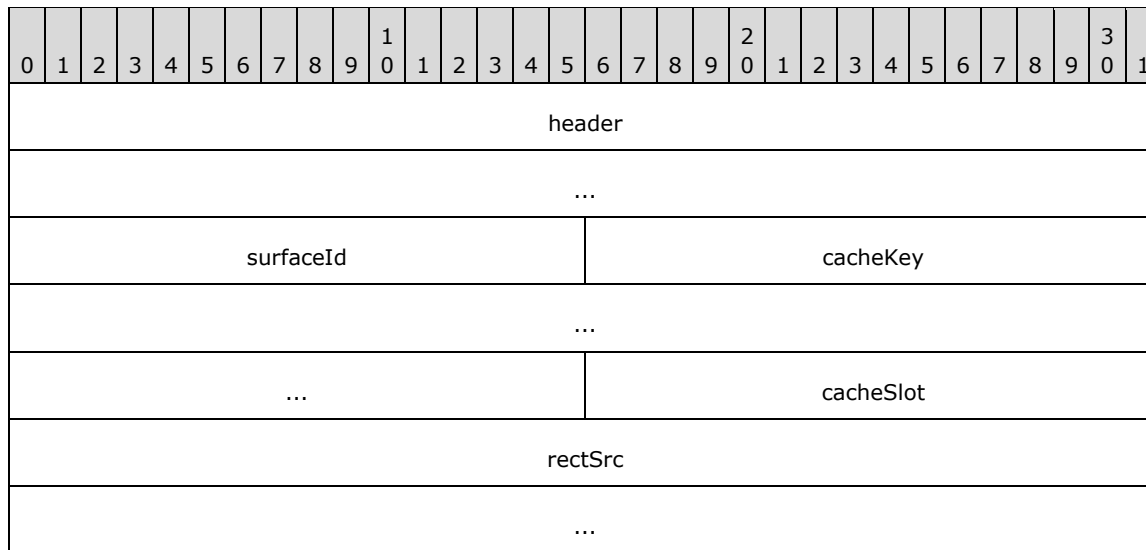 1 2 3
0 1 2 3 4 5 6 7 8 9 0 1 2 3 4 5 6 7 8 9 0 1 2 3 4 5 6 7 8 9 0 1
header
...
surfaceId cacheKey
...
... cacheSlot
rectSrc
...